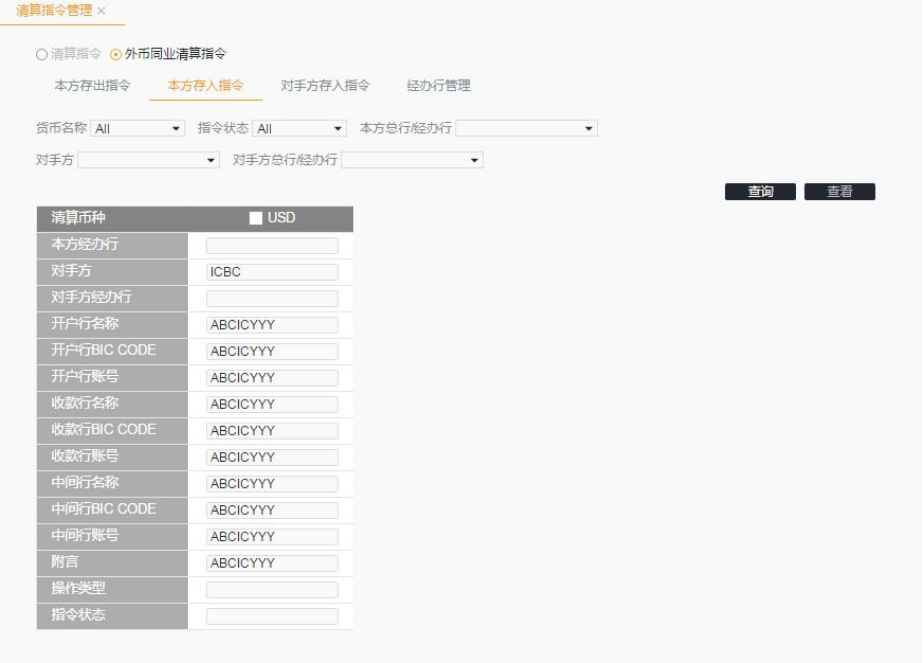 清算指令管理 ×
清算指令 外币同业清算指令
本方存出指令 本方存入指令 对手方存入指令 经办行管理
货币名称 All 指令状态 All 本方总行/经办行
对手方 对手方总行/经办行
查询 查看
清算币种 USD
本方经办行
对手方 ICBC
对手方经办行
开户行名称 ABCICYYY
开户行BIC CODE ABCICYYY
开户行账号 ABCICYYY
收款行名称 ABCICYYY
收款行BIC CODE ABCICYYY
收款行账号 ABCICYYY
中间行名称 ABCICYYY
中间行BIC CODE ABCICYYY
中间行账号 ABCICYYY
附言 ABCICYYY
操作类型
指令状态